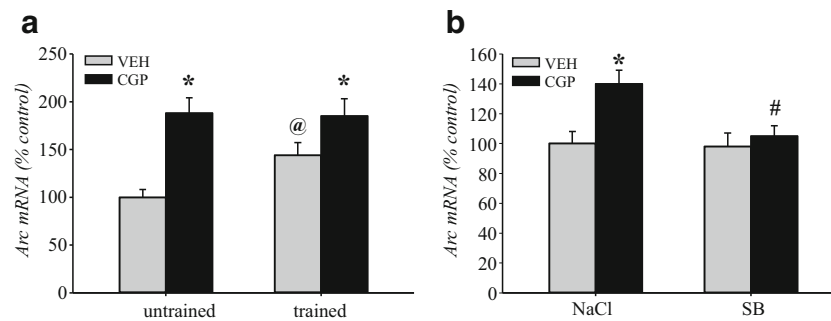 a
Arc mRNA (% control)
250
200
150
100
50
0
VEH
CGP
*
@
*
untrained
trained
b
Arc mRNA (% control)
160
140
120
100
80
60
40
20
0
VEH
CGP
*
#
NaCl
SB